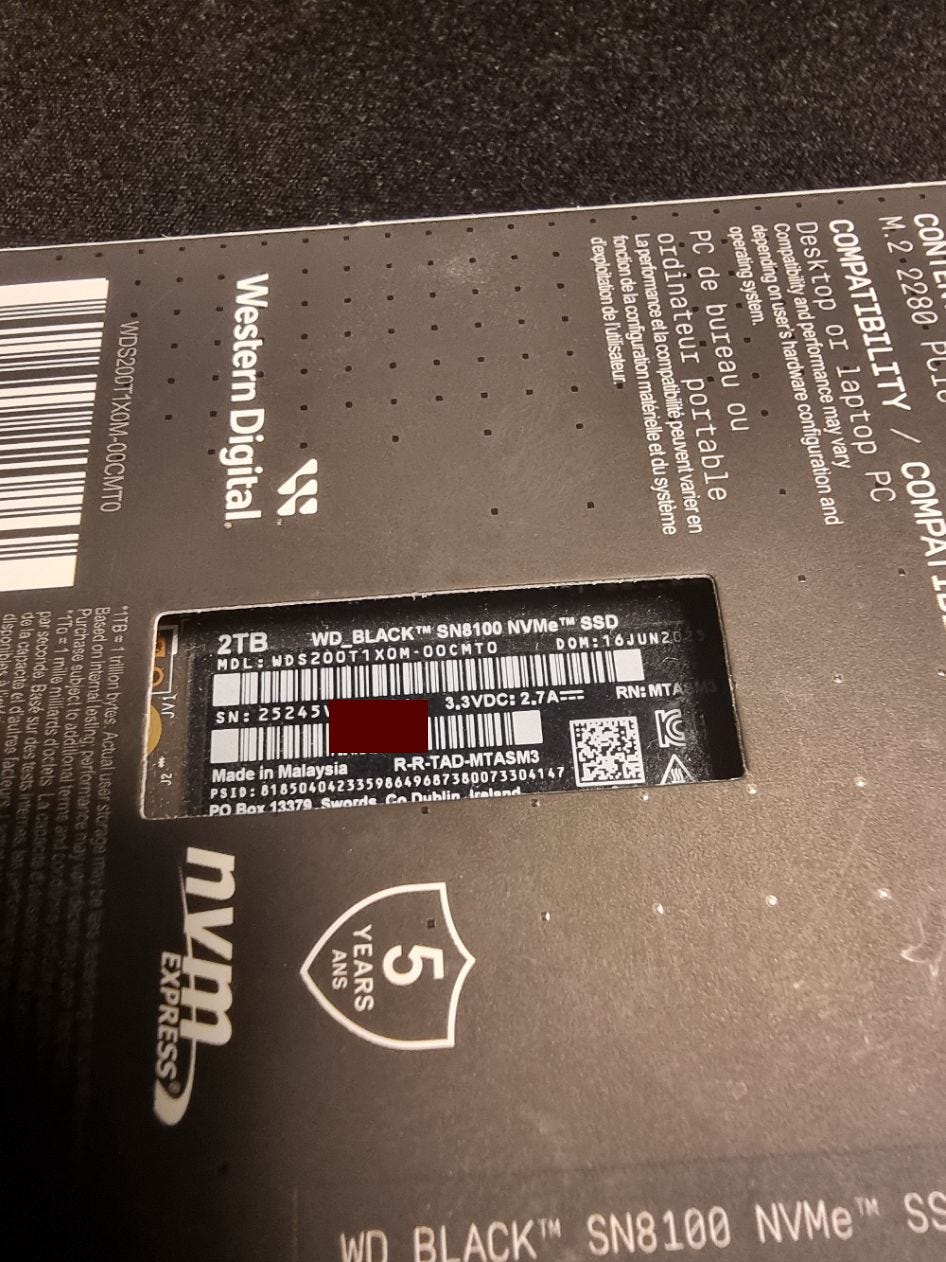 CONTE
M.2 2280 PCIe
COMPATIBILITY / COMPATI
Desktop or laptop PC
Compatibility and performance may vary
depending on user's hardware configuration and
operating system.
PC de bureau ou
ordinateur portable
La performance et la compatibilité peuvent varier en
fonction de la configuration matérielle et du système
d'exploitation de l'utilisateur.
Western Digital®
WDS200T1X0M-00CMT0
*1TB = 1 trillion bytes. Actual user storage
Based on internal testing; performance may
Purchase subject to additional terms and
*1To = 1 mille milliards d'octets. La
par seconde. Basé sur des tests internes
de la capacité et d'autres facteurs.
2TB WD_BLACK™ SN8100 NVMe™ SSD
MDL: WDS200T1X0M-00CMT0 DOM:16JUN2025
SN: 25245 3.3VDC: 2.7A RN: MTASM3
R-R-TAD-MTASM3
Made in Malaysia
PSID: 81850404233598649687380073304147
PO Box 13379, Swords, Co Dublin, Ireland
JV1
J2
nvm
EXPRESS®
5
YEARS
ANS
WD_BLACK™ SN8100 NVMe™ SS